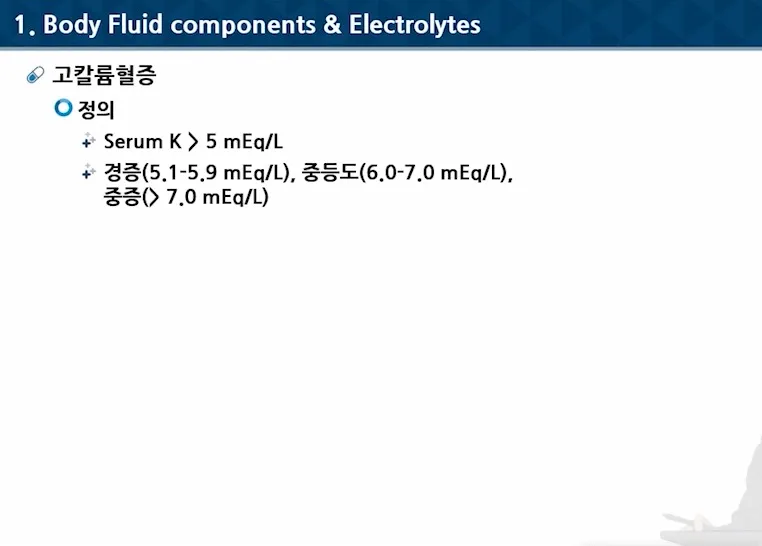 1. Body Fluid components & Electrolytes
고칼륨혈증
정의
Serum K > 5 mEq/L
경증(5.1-5.9 mEq/L), 중등도(6.0-7.0 mEq/L),
중증(> 7.0 mEq/L)